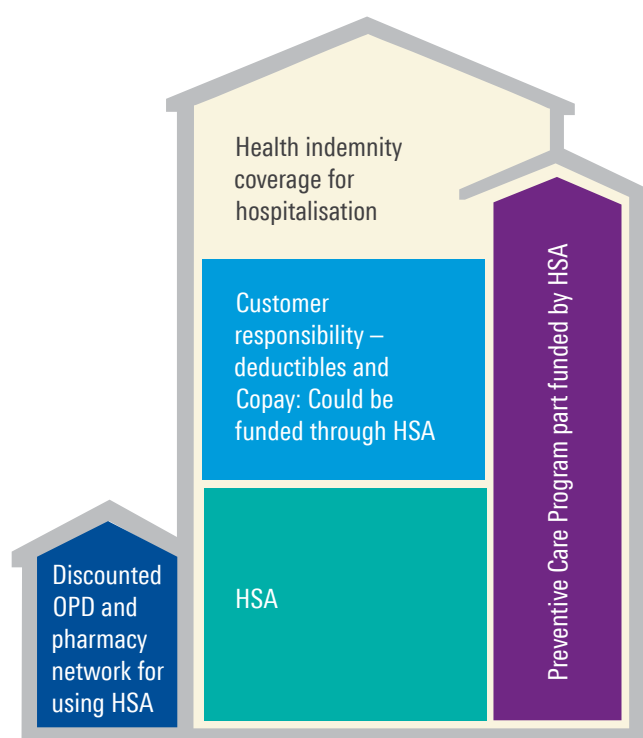 Health indemnity
coverage for
hospitalisation
Customer
responsibility –
deductibles and
Copay: Could be
funded through HSA
Preventive Care Program part funded by HSA
HSA
Discounted
OPD and
pharmacy
network for
using HSA